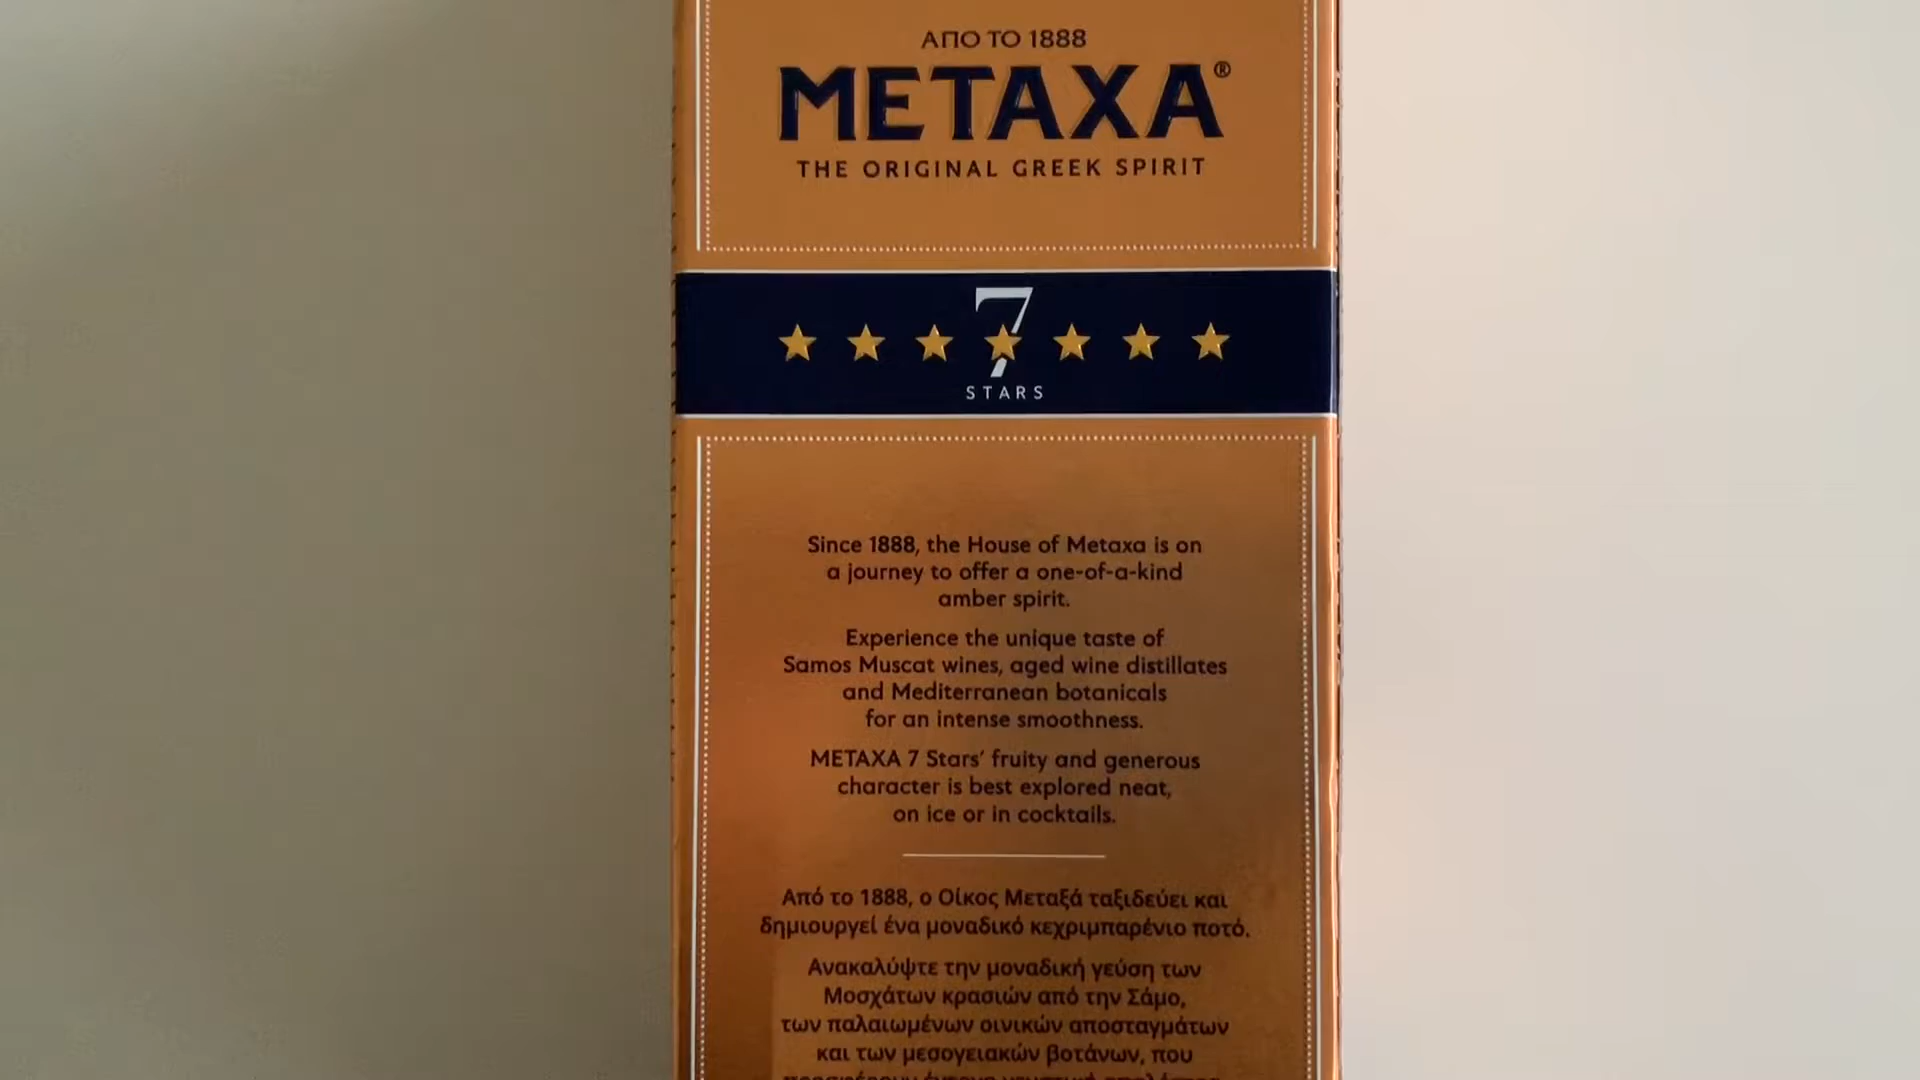 ΑΠΟ ΤΟ 1888
METAXA®
THE ORIGINAL GREEK SPIRIT
7
STARS
Since 1888, the House of Metaxa is on
a journey to offer a one-of-a-kind
amber spirit.
Experience the unique taste of
Samos Muscat wines, aged wine distillates
and Mediterranean botanicals
for an intense smoothness.
METAXA 7 Stars’ fruity and generous
character is best explored neat,
on ice or in cocktails.
Από το 1888, ο Οίκος Μεταξά ταξιδεύει και
δημιουργεί ένα μοναδικό κεχριμπαρένιο ποτό.
Ανακαλύψτε την μοναδική γεύση των
Μοσχάτων κρασιών από την Σάμο,
των παλαιωμένων οινικών αποσταγμάτων
και των μεσογειακών βοτάνων, που